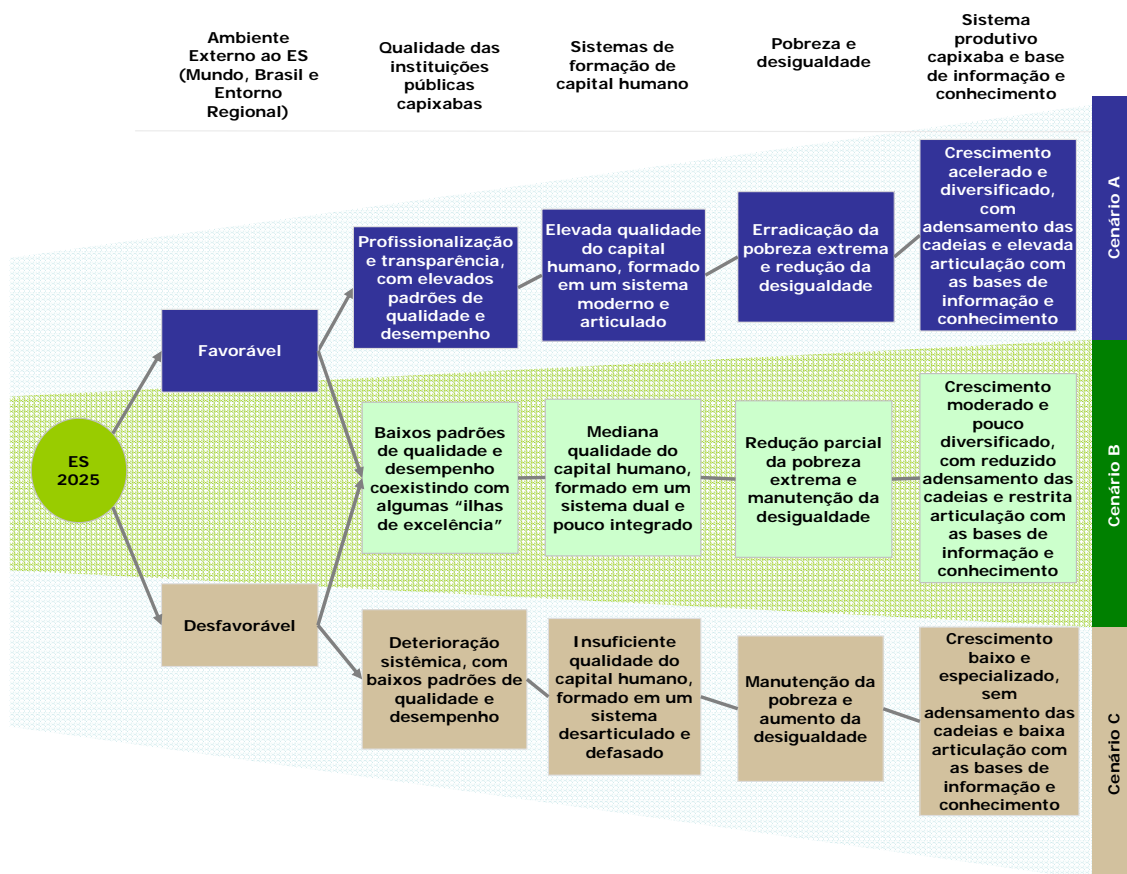 Ambiente
Externo ao ES
(Mundo, Brasil e
Entorno
Regional)
Qualidade das
instituições
públicas
capixabas
Sistemas de
formação de
capital humano
Pobreza e
desigualdade
Sistema
produtivo
capixaba e base
de informação e
conhecimento
Profissionalização
e transparência,
com elevados
padrões de
qualidade e
desempenho
Elevada qualidade
do capital
humano, formado
em um sistema
moderno e
articulado
Erradicação da
pobreza extrema
e redução da
desigualdade
Crescimento
acelerado e
diversificado,
com
adensamento das
cadeias e elevada
articulação com
as bases de
informação e
conhecimento
Cenário A
Favorável
ES
2025
Baixos padrões
de qualidade e
desempenho
coexistindo com
algumas “ilhas
de excelência”
Mediana
qualidade do
capital humano,
formado em um
sistema dual e
pouco integrado
Redução parcial
da pobreza
extrema e
manutenção da
desigualdade
Crescimento
moderado e
pouco
diversificado,
com reduzido
adensamento das
cadeias e restrita
articulação com
as bases de
informação e
conhecimento
Cenário B
Desfavorável
Deterioração
sistêmica, com
baixos padrões de
qualidade e
desempenho
Insuficiente
qualidade do
capital humano,
formado em um
sistema
desarticulado e
defasado
Manutenção da
pobreza e
aumento da
desigualdade
Crescimento
baixo e
especializado,
sem
adensamento das
cadeias e baixa
articulação com
as bases de
informação e
conhecimento
Cenário C